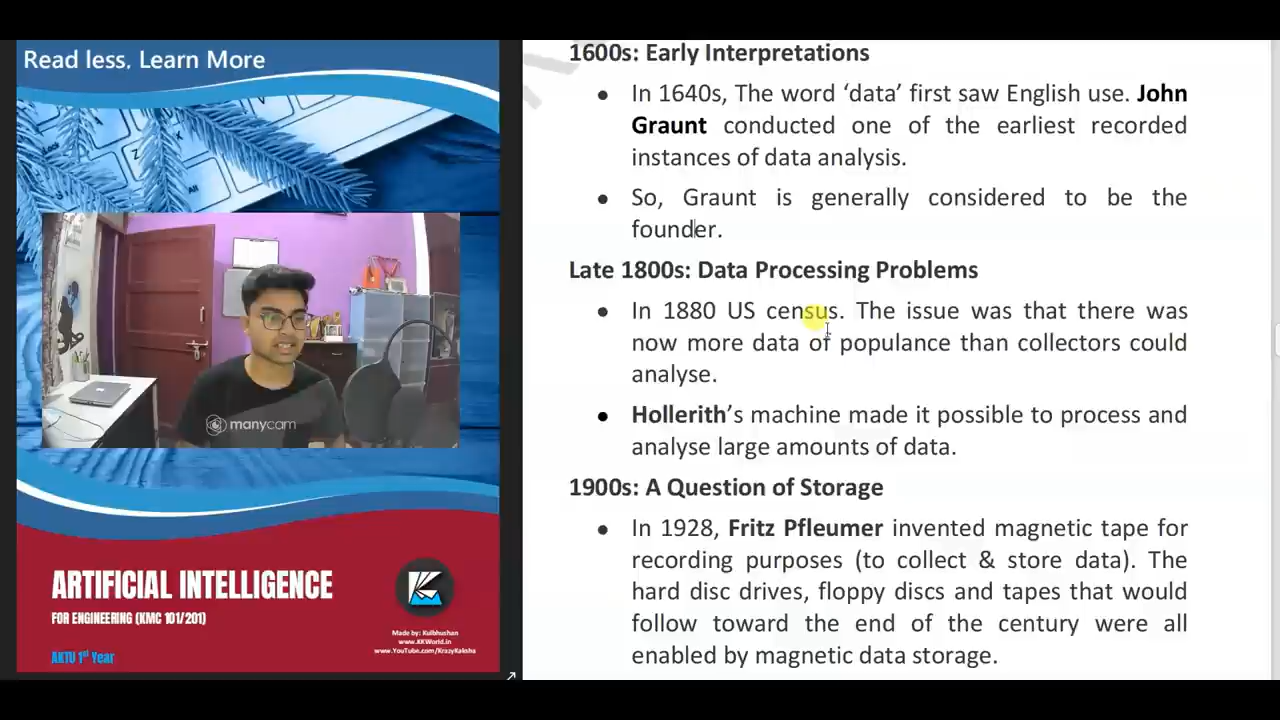 Read less. Learn More
manycam
ARTIFICIAL INTELLIGENCE
FOR ENGINEERING (KMC 101/201)
AKTU 1st Year
Made by: Kulbhushan
www.KKWorld.in
www.YouTube.com/KrazyKaksha
1600s: Early Interpretations
• In 1640s, The word ‘data’ first saw English use. John
Graunt conducted one of the earliest recorded
instances of data analysis.
• So, Graunt is generally considered to be the
founder.
Late 1800s: Data Processing Problems
• In 1880 US census. The issue was that there was
now more data of populance than collectors could
analyse.
• Hollerith’s machine made it possible to process and
analyse large amounts of data.
1900s: A Question of Storage
• In 1928, Fritz Pfleumer invented magnetic tape for
recording purposes (to collect & store data). The
hard disc drives, floppy discs and tapes that would
follow toward the end of the century were all
enabled by magnetic data storage.